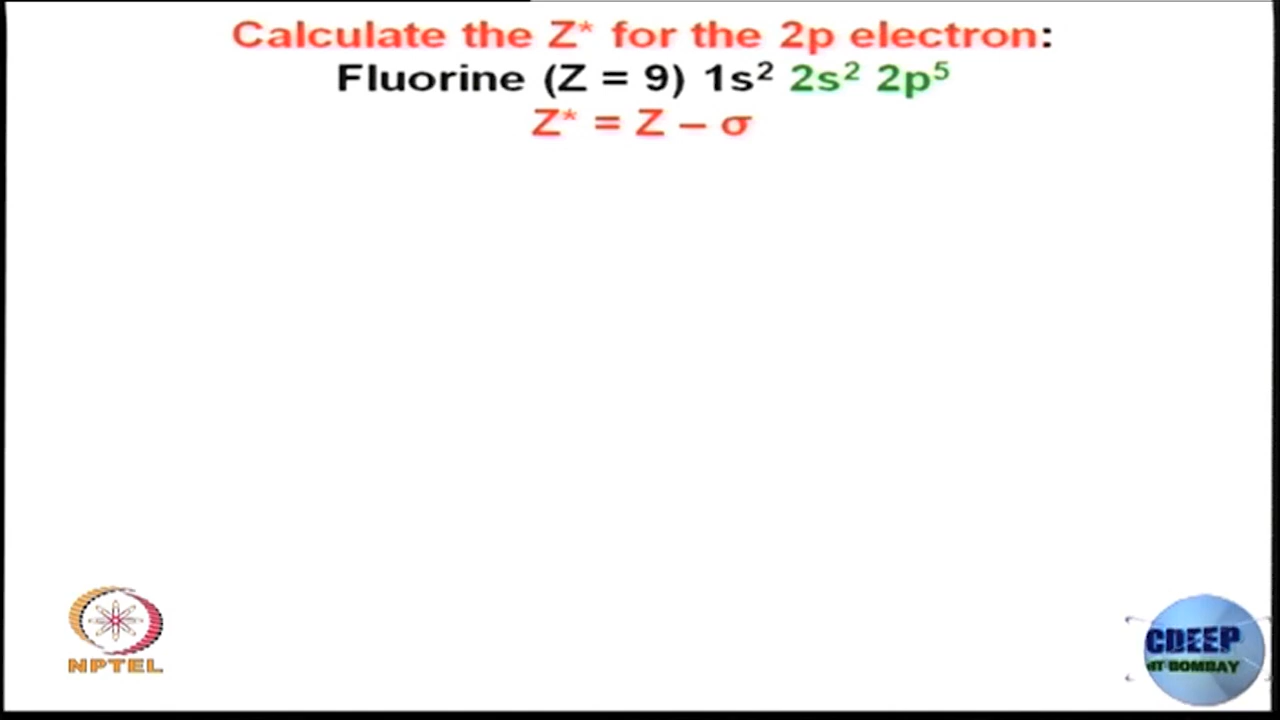 Calculate the Z* for the 2p electron:
Fluorine (Z = 9) 1s² 2s² 2p⁵
Z* = Z – σ
NPTEL
CDEEP
IIT BOMBAY